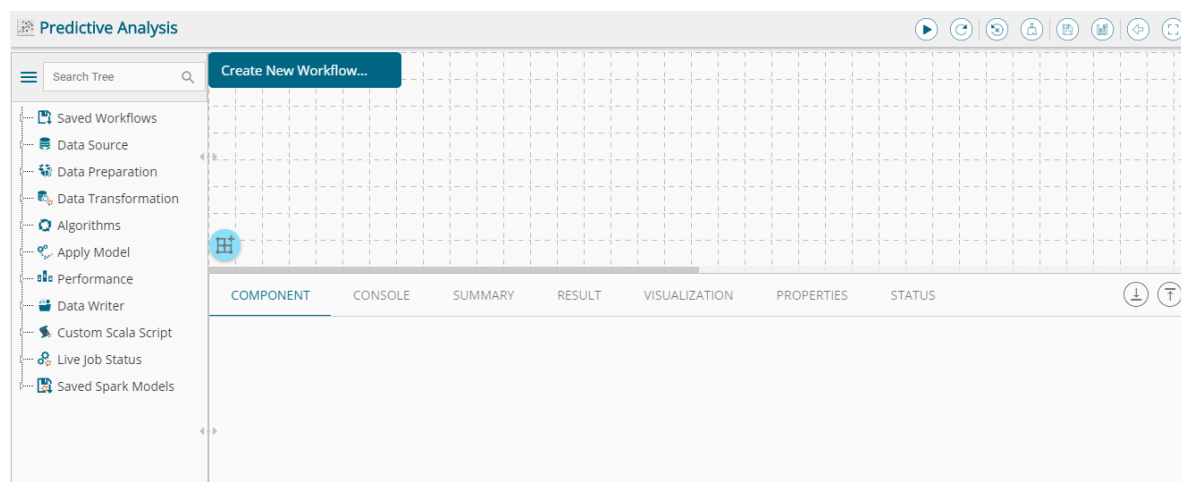 Predictive Analysis
Search Tree
Create New Workflow...
Saved Workflows
Data Source
Data Preparation
Data Transformation
Algorithms
Apply Model
Performance
Data Writer
Custom Scala Script
Live Job Status
Saved Spark Models
COMPONENT CONSOLE SUMMARY RESULT VISUALIZATION PROPERTIES STATUS